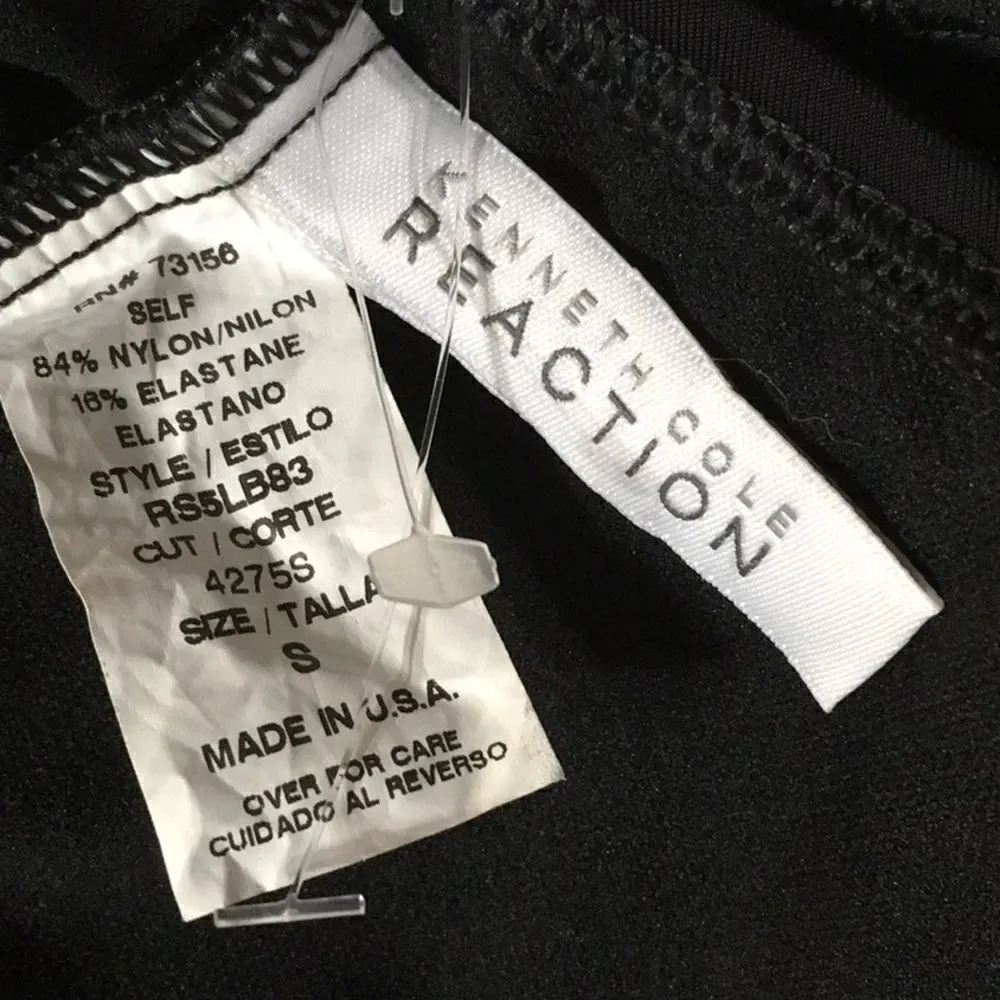 RN# 73156
SELF
84% NYLON/NILON
16% ELASTANE
ELASTANO
STYLE / ESTILO
RS5LB83
CUT / CORTE
4275S
SIZE / TALLA
S
MADE IN U.S.A.
OVER FOR CARE
CUIDADO AL REVERSO
KENNETH COLE
REACTION